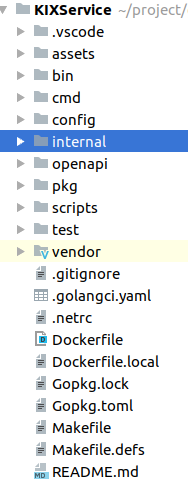 KIXService ~/project/
.vscode
assets
bin
cmd
config
internal
openapi
pkg
scripts
test
vendor
.gitignore
.golangci.yaml
.netrc
Dockerfile
Dockerfile.local
Gopkg.lock
Gopkg.toml
Makefile
Makefile.defs
README.md